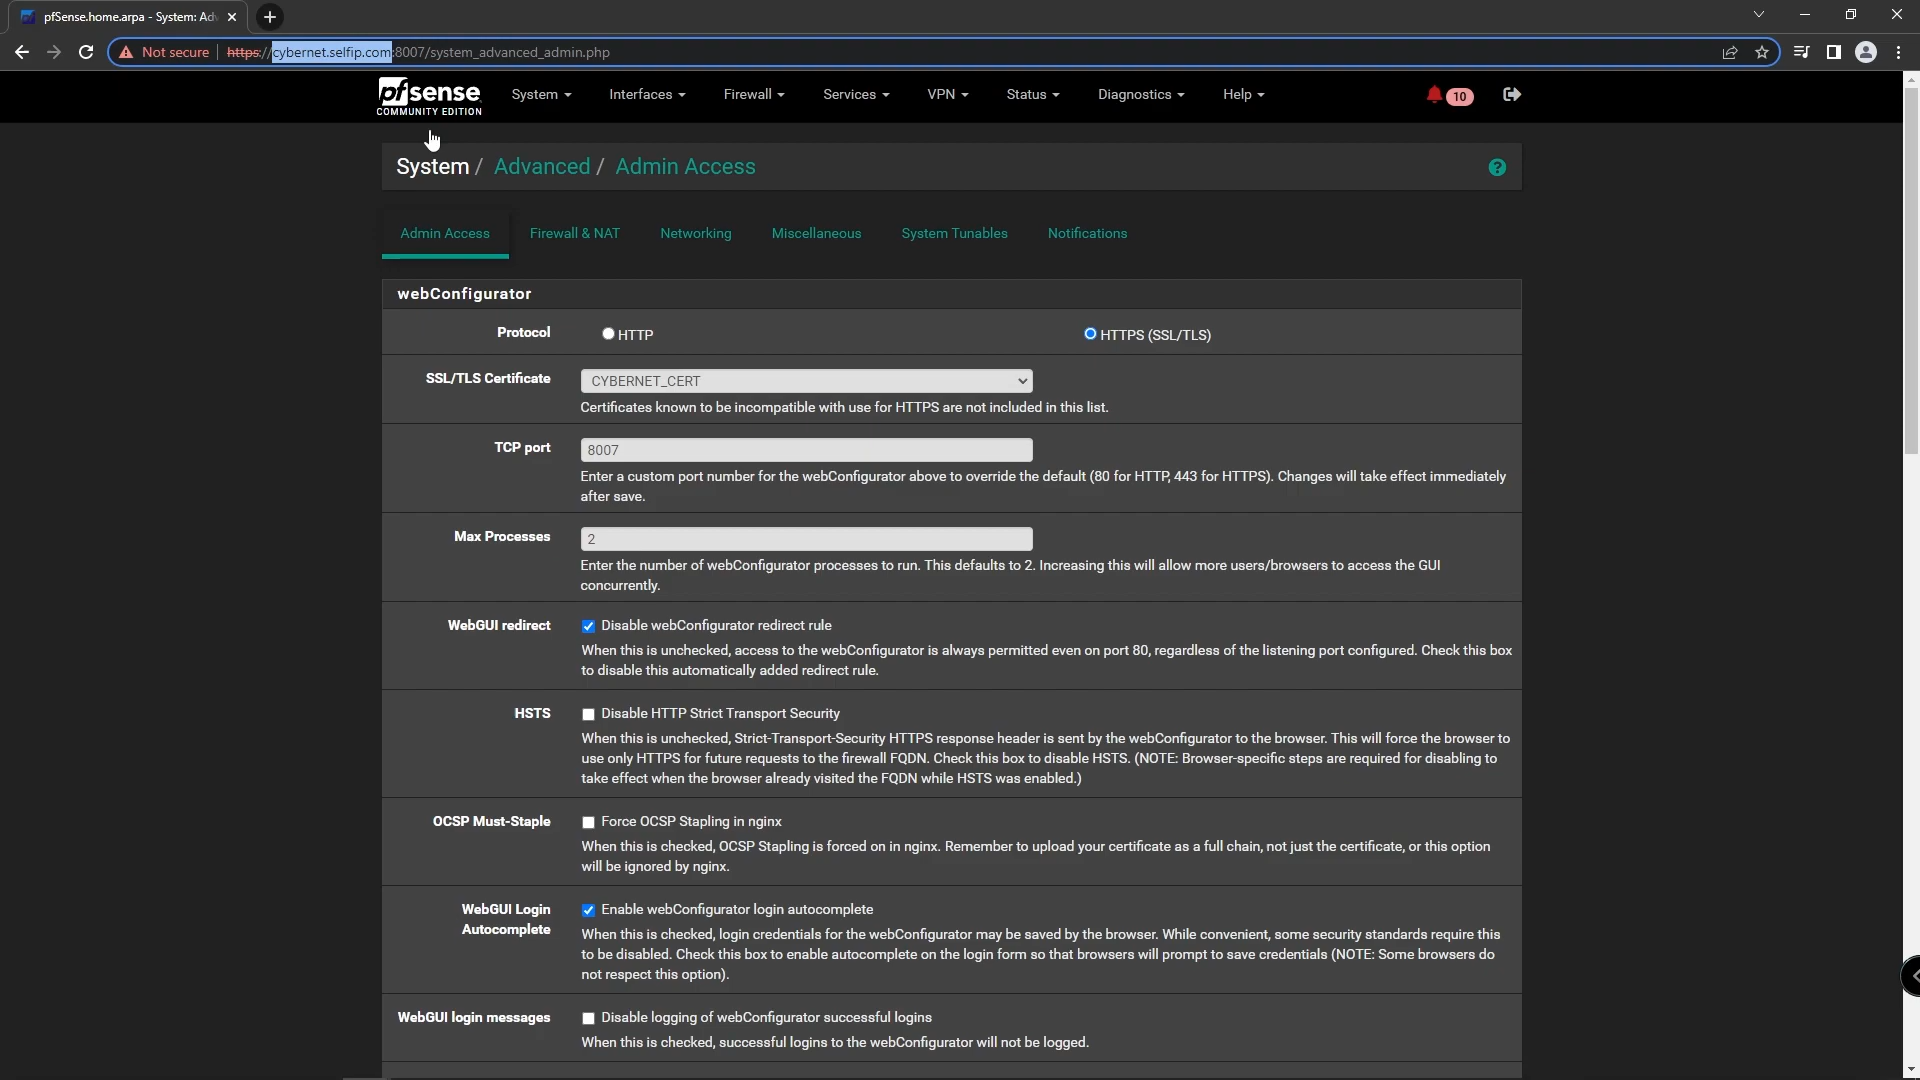 pfSense.home.arpa - System: Adv
Not secure | https://cybernet.selfip.com:8007/system_advanced_admin.php
pfsense
COMMUNITY EDITION
System Interfaces Firewall Services VPN Status Diagnostics Help 10
System / Advanced / Admin Access
Admin Access Firewall & NAT Networking Miscellaneous System Tunables Notifications
webConfigurator
Protocol HTTP HTTPS (SSL/TLS)
SSL/TLS Certificate CYBERNET_CERT
Certificates known to be incompatible with use for HTTPS are not included in this list.
TCP port 8007
Enter a custom port number for the webConfigurator above to override the default (80 for HTTP, 443 for HTTPS). Changes will take effect immediately
after save.
Max Processes 2
Enter the number of webConfigurator processes to run. This defaults to 2. Increasing this will allow more users/browsers to access the GUI
concurrently.
WebGUI redirect Disable webConfigurator redirect rule
When this is unchecked, access to the webConfigurator is always permitted even on port 80, regardless of the listening port configured. Check this box
to disable this automatically added redirect rule.
HSTS Disable HTTP Strict Transport Security
When this is unchecked, Strict-Transport-Security HTTPS response header is sent by the webConfigurator to the browser. This will force the browser to
use only HTTPS for future requests to the firewall FQDN. Check this box to disable HSTS. (NOTE: Browser-specific steps are required for disabling to
take effect when the browser already visited the FQDN while HSTS was enabled.)
OCSP Must-Staple Force OCSP Stapling in nginx
When this is checked, OCSP Stapling is forced on in nginx. Remember to upload your certificate as a full chain, not just the certificate, or this option
will be ignored by nginx.
WebGUI Login
Autocomplete
Enable webConfigurator login autocomplete
When this is checked, login credentials for the webConfigurator may be saved by the browser. While convenient, some security standards require this
to be disabled. Check this box to enable autocomplete on the login form so that browsers will prompt to save credentials (NOTE: Some browsers do
not respect this option).
WebGUI login messages Disable logging of webConfigurator successful logins
When this is checked, successful logins to the webConfigurator will not be logged.